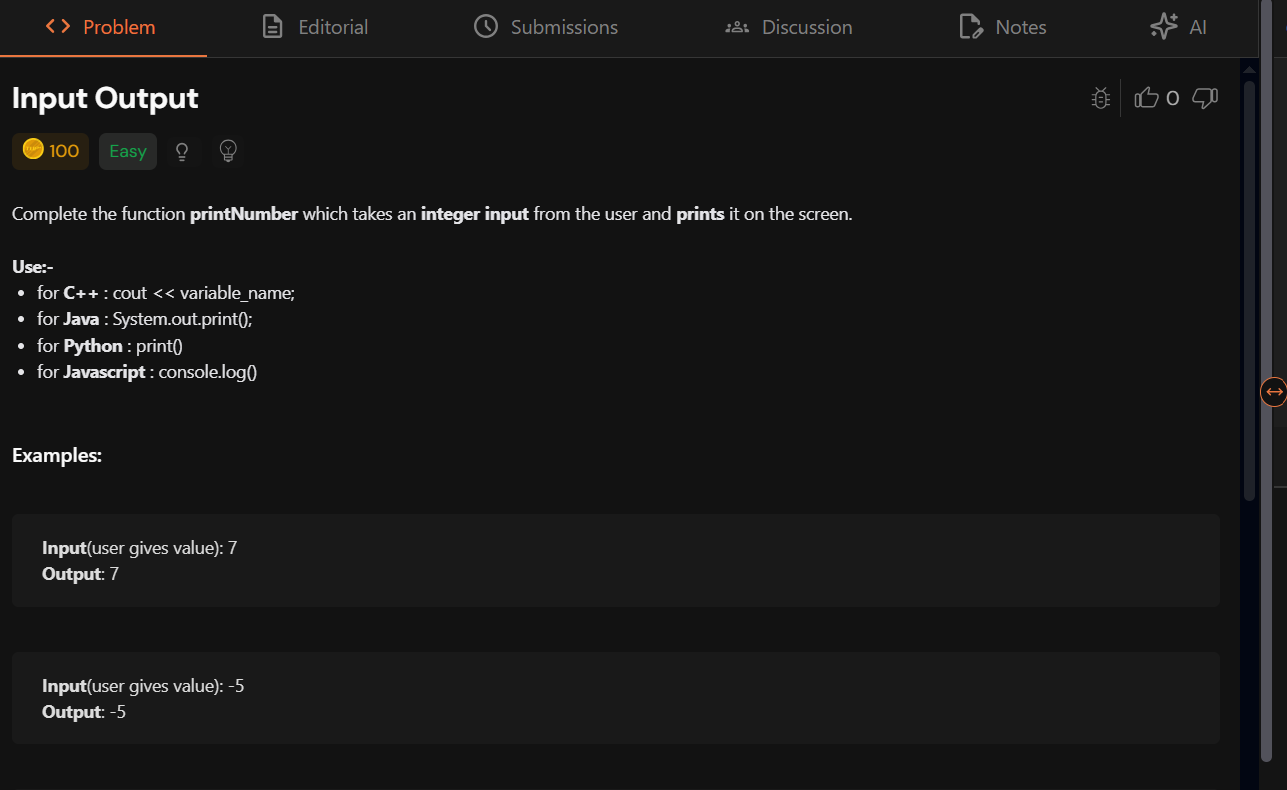 Problem
Editorial
Submissions
Discussion
Notes
AI
Input Output
0
100
Easy
Complete the function printNumber which takes an integer input from the user and prints it on the screen.
Use:-
• for C++ : cout << variable_name;
• for Java : System.out.print();
• for Python : print()
• for Javascript : console.log()
Examples:
Input(user gives value): 7
Output: 7
Input(user gives value): -5
Output: -5